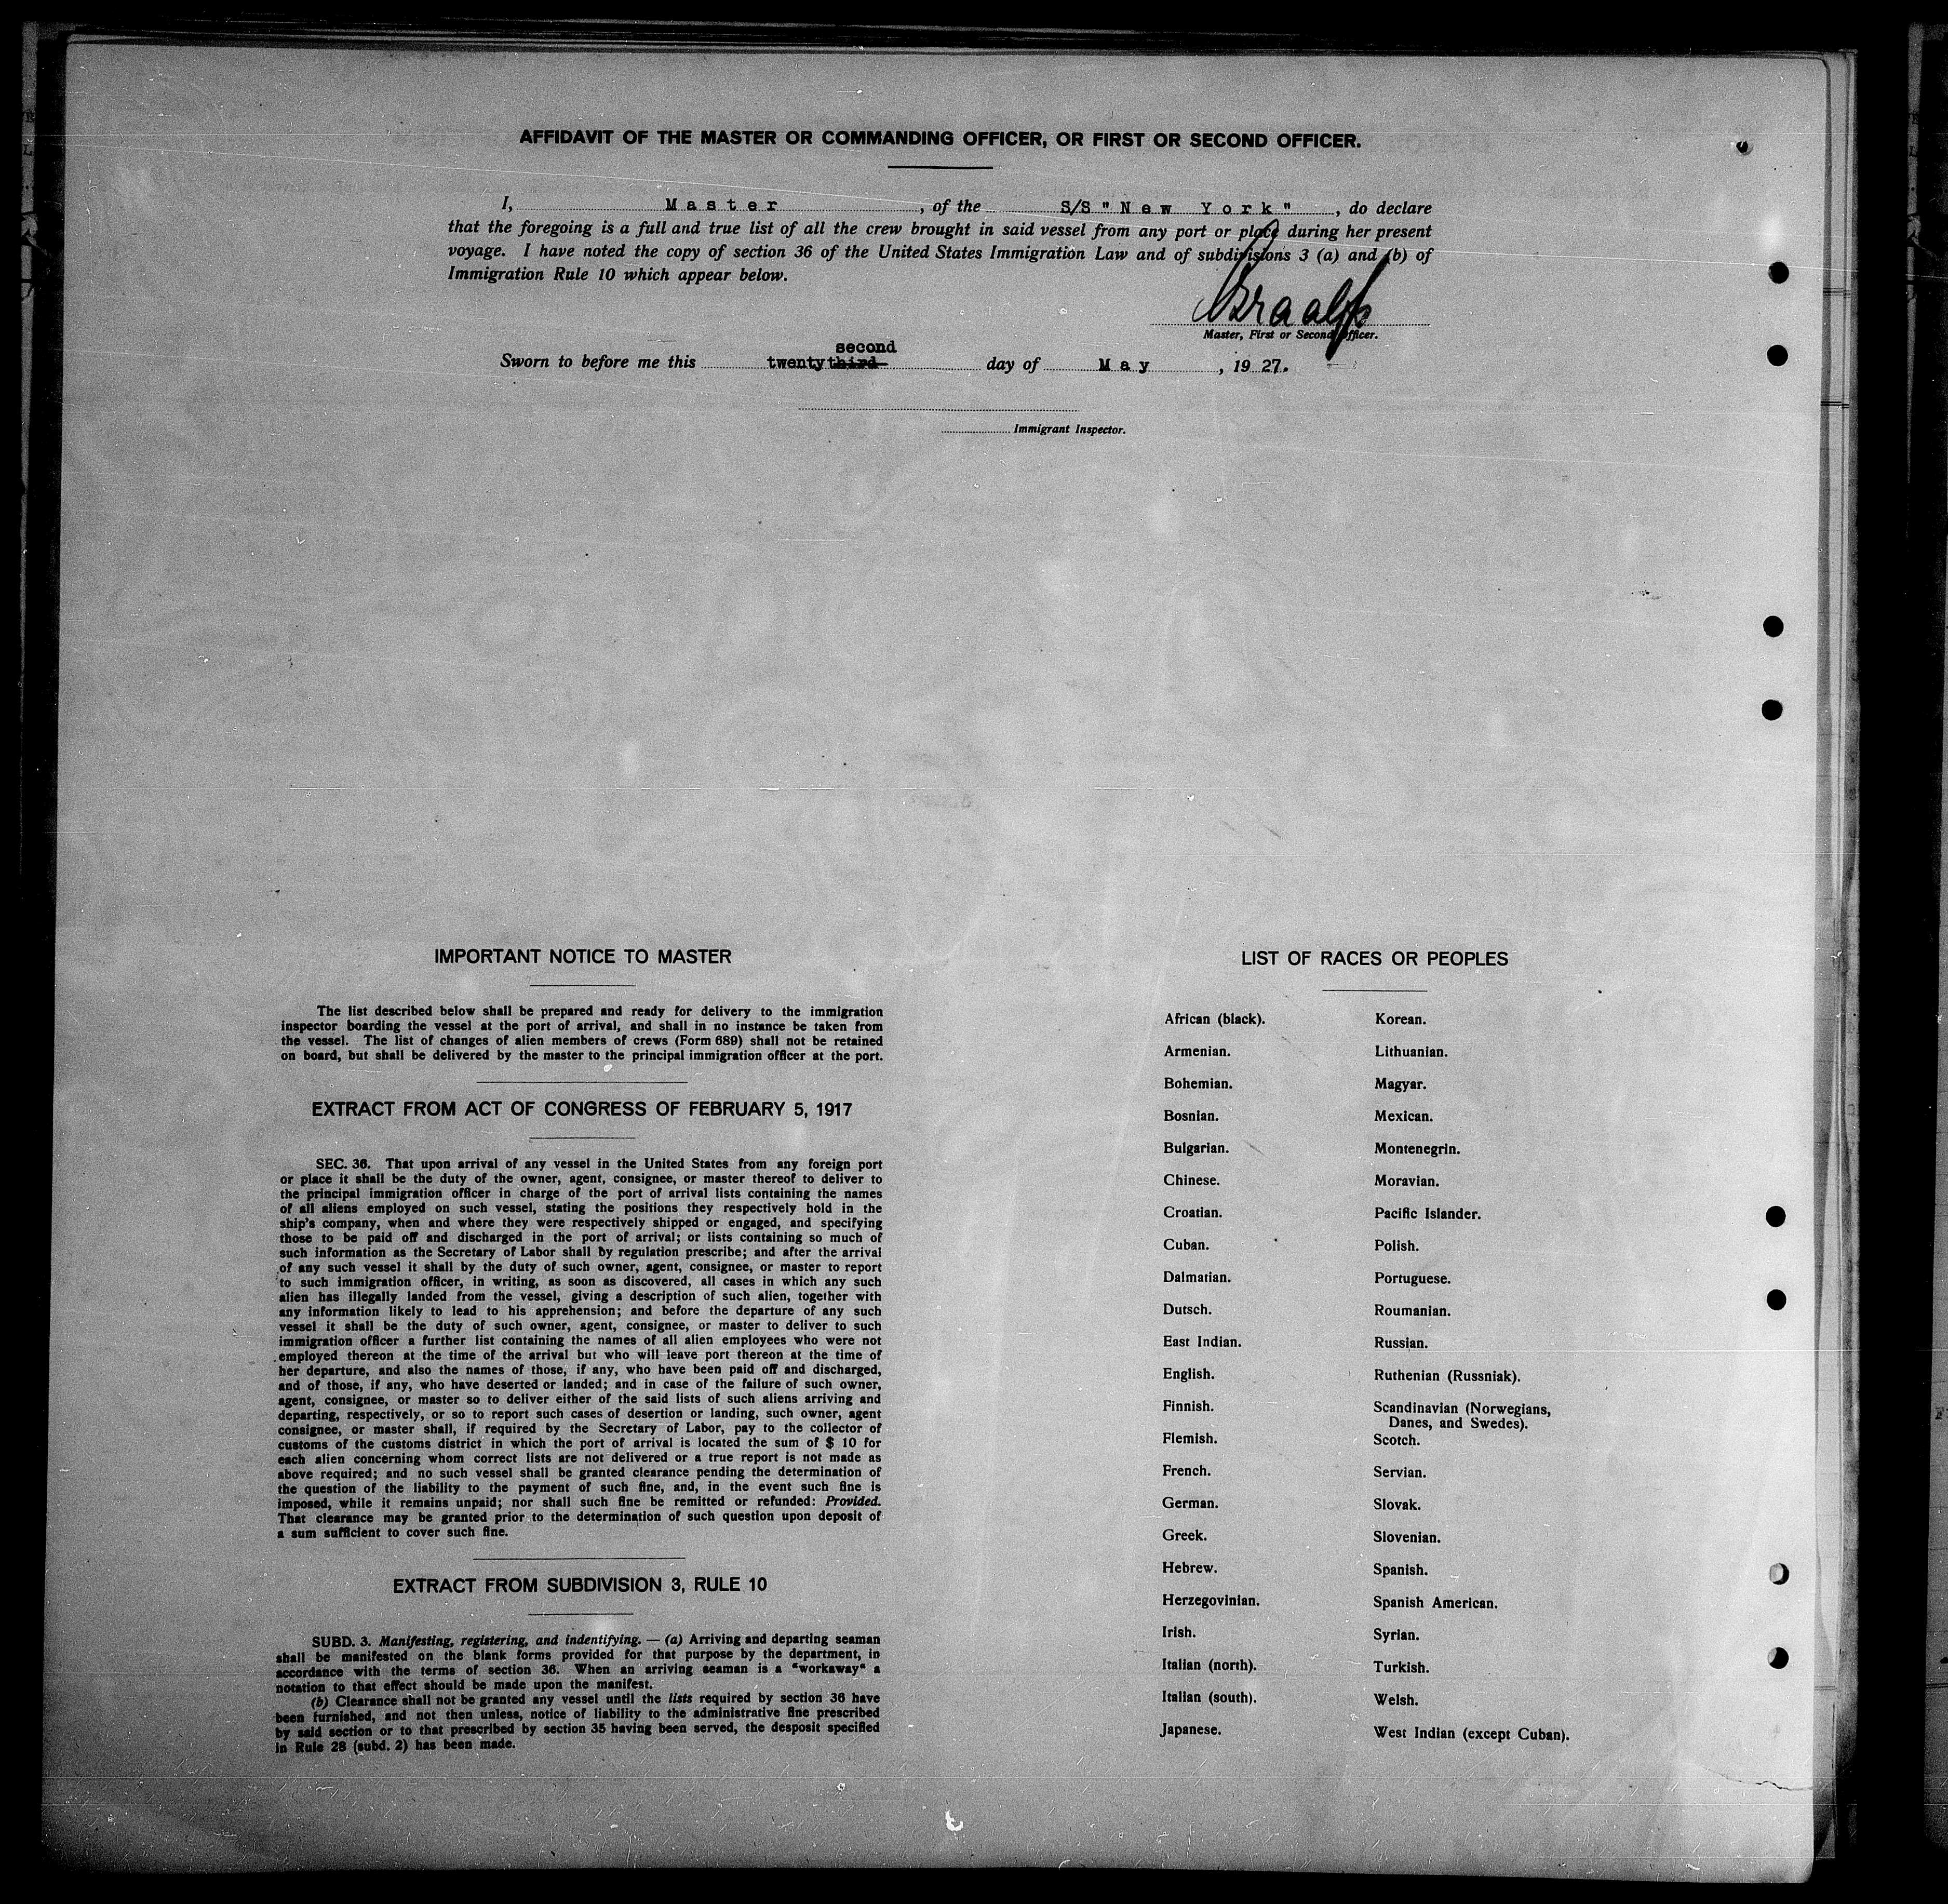 AFFIDAVIT OF THE MASTER OR COMMANDING OFFICER, OR FIRST OR SECOND OFFICER.
I, Master, of the S/S "New York", do declare
that the foregoing is a full and true list of all the crew brought in said vessel from any port or place during her present
voyage. I have noted the copy of section 36 of the United States Immigration Law and of subdivisions 3 (a) and (b) of
Immigration Rule 10 which appear below.
Master, First or Second Officer.
second
Sworn to before me this twentythird day of May, 1927.
Immigrant Inspector.
IMPORTANT NOTICE TO MASTER
The list described below shall be prepared and ready for delivery to the immigration
inspector boarding the vessel at the port of arrival, and shall in no instance be taken from
the vessel. The list of changes of alien members of crews (Form 689) shall not be retained
on board, but shall be delivered by the master to the principal immigration officer at the port.
EXTRACT FROM ACT OF CONGRESS OF FEBRUARY 5, 1917
SEC. 36. That upon arrival of any vessel in the United States from any foreign port
or place it shall be the duty of the owner, agent, consignee, or master thereof to deliver to
the principal immigration officer in charge of the port of arrival lists containing the names
of all aliens employed on such vessel, stating the positions they respectively hold in the
ship's company, when and where they were respectively shipped or engaged, and specifying
those to be paid off and discharged in the port of arrival; or lists containing so much of
such information as the Secretary of Labor shall by regulation prescribe; and after the arrival
of any such vessel it shall by the duty of such owner, agent, consignee, or master to report
to such immigration officer, in writing, as soon as discovered, all cases in which any such
alien has illegally landed from the vessel, giving a description of such alien, together with
any information likely to lead to his apprehension; and before the departure of any such
vessel it shall be the duty of such owner, agent, consignee, or master to deliver to such
immigration officer a further list containing the names of all alien employees who were not
employed thereon at the time of the arrival but who will leave port thereon at the time of
her departure, and also the names of those, if any, who have been paid off and discharged,
and of those, if any, who have deserted or landed; and in case of the failure of such owner,
agent, consignee, or master so to deliver either of the said lists of such aliens arriving and
departing, respectively, or so to report such cases of desertion or landing, such owner, agent
consignee, or master shall, if required by the Secretary of Labor, pay to the collector of
customs of the customs district in which the port of arrival is located the sum of $ 10 for
each alien concerning whom correct lists are not delivered or a true report is not made as
above required; and no such vessel shall be granted clearance pending the determination of
the question of the liability to the payment of such fine, and, in the event such fine is
imposed, while it remains unpaid; nor shall such fine be remitted or refunded: Provided.
That clearance may be granted prior to the determination of such question upon deposit of
a sum sufficient to cover such fine.
EXTRACT FROM SUBDIVISION 3, RULE 10
SUBD. 3. Manifesting, registering, and indentifying. — (a) Arriving and departing seaman
shall be manifested on the blank forms provided for that purpose by the department, in
accordance with the terms of section 36. When an arriving seaman is a "workaway" a
notation to that effect should be made upon the manifest.
(b) Clearance shall not be granted any vessel until the lists required by section 36 have
been furnished, and not then unless, notice of liability to the administrative fine prescribed
by said section or to that prescribed by section 35 having been served, the desposit specified
in Rule 28 (subd. 2) has been made.
LIST OF RACES OR PEOPLES
African (black).
Armenian.
Bohemian.
Bosnian.
Bulgarian.
Chinese.
Croatian.
Cuban.
Dalmatian.
Dutsch.
East Indian.
English.
Finnish.
Flemish.
French.
German.
Greek.
Hebrew.
Herzegovinian.
Irish.
Italian (north).
Italian (south).
Japanese.
Korean.
Lithuanian.
Magyar.
Mexican.
Montenegrin.
Moravian.
Pacific Islander.
Polish.
Portuguese.
Roumanian.
Russian.
Ruthenian (Russniak).
Scandinavian (Norwegians,
Danes, and Swedes).
Scotch.
Servian.
Slovak.
Slovenian.
Spanish.
Spanish American.
Syrian.
Turkish.
Welsh.
West Indian (except Cuban).